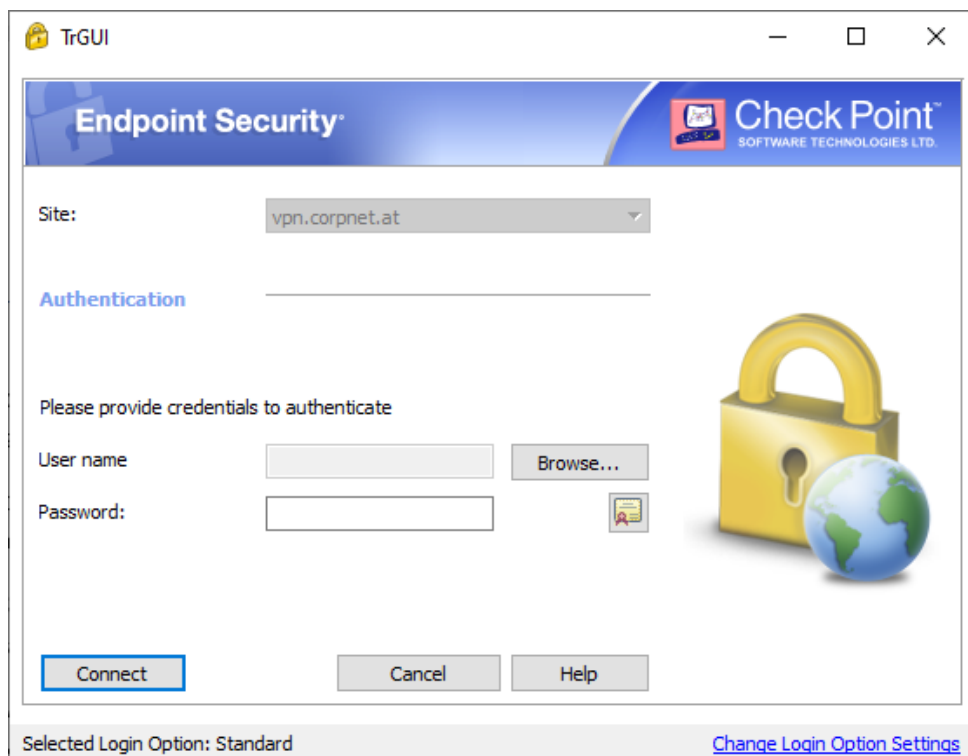 TrGUI
Endpoint Security
Check Point™
SOFTWARE TECHNOLOGIES LTD.
Site:
vpn.corpnet.at
Authentication
Please provide credentials to authenticate
User name
Browse...
Password:
Connect
Cancel
Help
Selected Login Option: Standard
Change Login Option Settings